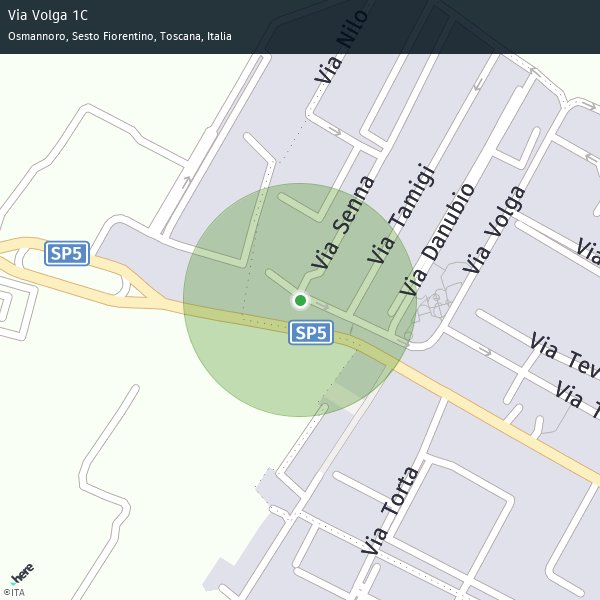 Via Volga 1C
Osmannoro, Sesto Fiorentino, Toscana, Italia
Via Nilo
Via Senna
Via Tamigi
Via Danubio
Via Volga
Via
SP5
SP5
Via Tev
Via T
Via Torta
here
©ITA